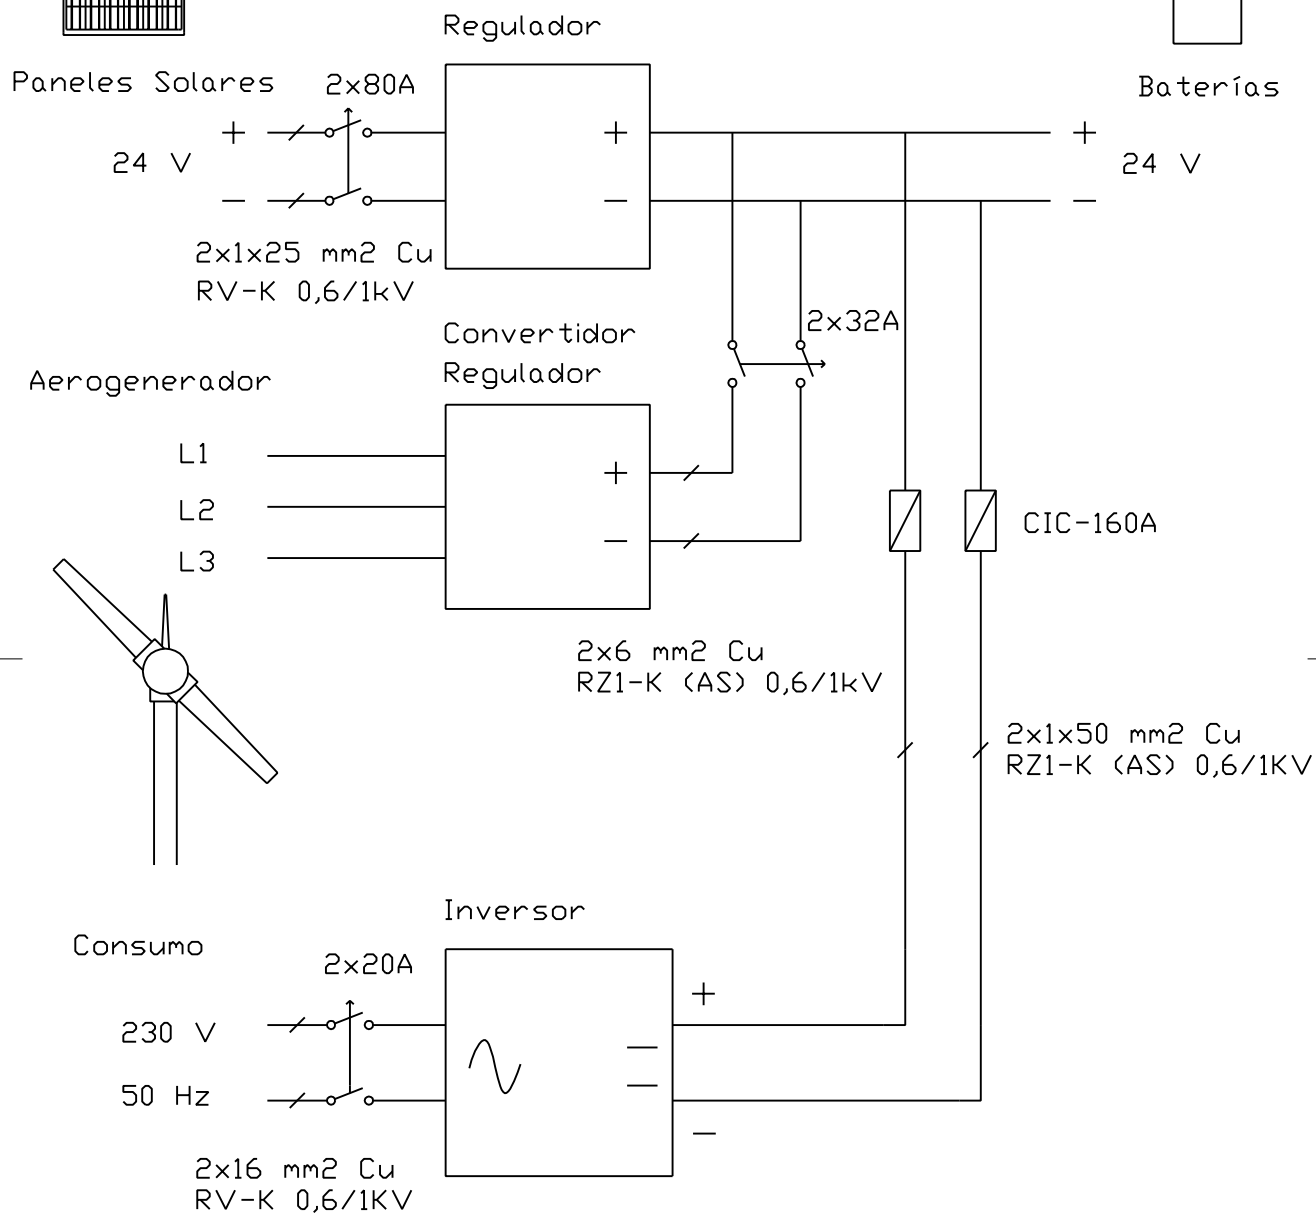 Regulador
Paneles Solares
2x80A
Baterías
+
+
+
24 V
24 V
−
−
−
2x1x25 mm2 Cu
RV-K 0,6/1kV
2x32A
Convertidor
Regulador
Aerogenerador
L1
+
L2
CIC-160A
−
L3
2x6 mm2 Cu
RZ1-K (AS) 0,6/1kV
2x1x50 mm2 Cu
RZ1-K (AS) 0,6/1KV
Inversor
Consumo
2x20A
+
230 V
50 Hz
−
2x16 mm2 Cu
RV-K 0,6/1KV